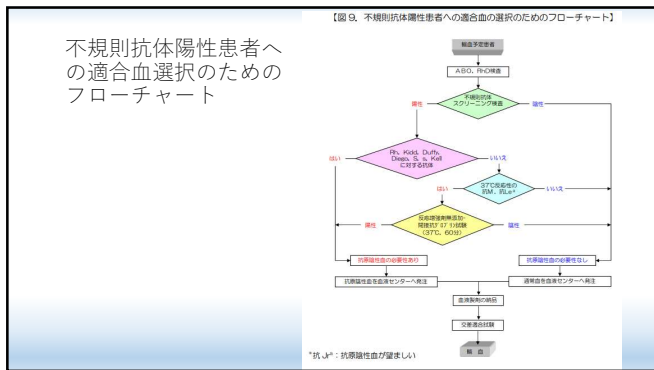 【図 9. 不規則抗体陽性患者への適合血の選択のためのフローチャート】
不規則抗体陽性患者へ
の適合血選択のための
フローチャート
輸血予定患者
ABO、RhD検査
不規則抗体
スクリーニング検査
陽性
陰性
Rh、Kidd、Duffy、
Diego、S、s、Kell
に対する抗体
はい
いいえ
37℃反応性の
抗M、抗Leᵃ
はい
いいえ
反応増強剤無添加-
間接抗グロブリン試験
(37℃、60分)
陽性
陰性
抗原陰性血の必要性あり
抗原陰性血の必要性なし
抗原陰性血を血液センターへ発注
通常血を血液センターへ発注
血液製剤の納品
交差適合試験
輸 血
*抗 Jrᵃ：抗原陰性血が望ましい